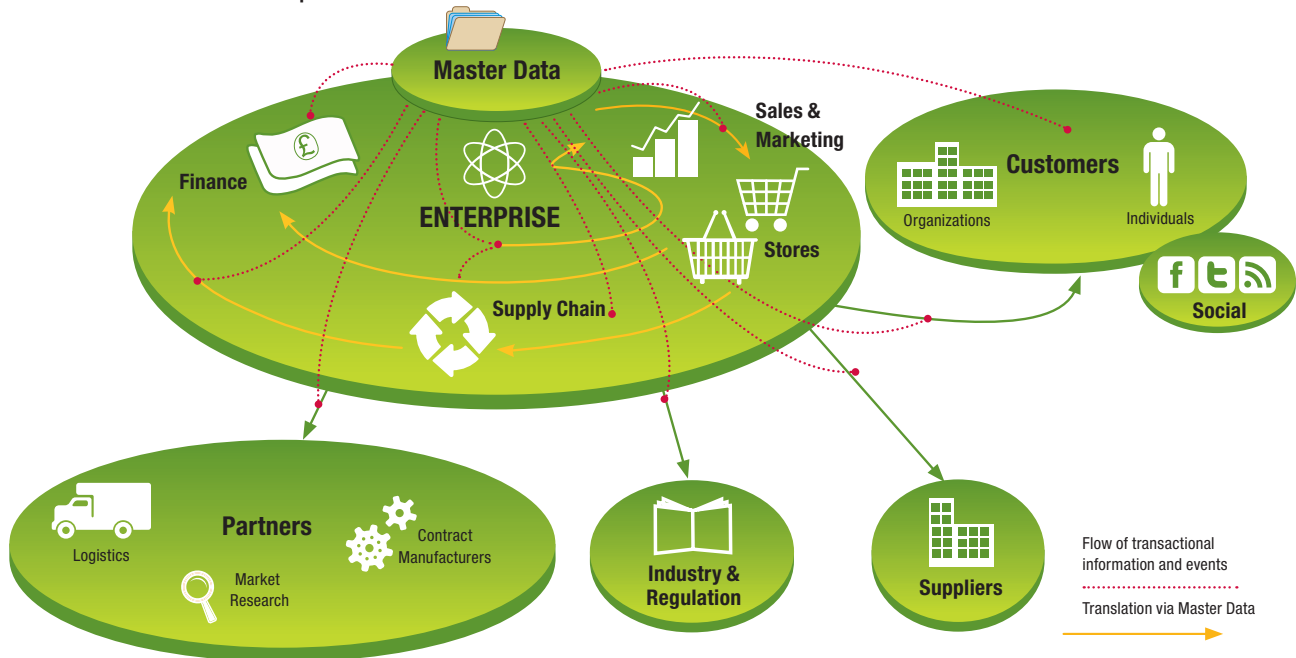 Master Data
Sales &
Marketing
£
Finance
ENTERPRISE
Customers
Organizations
Individuals
Stores
f t
Social
Supply Chain
Partners
Logistics
Contract
Manufacturers
Market
Research
Industry &
Regulation
Suppliers
Flow of transactional
information and events
Translation via Master Data